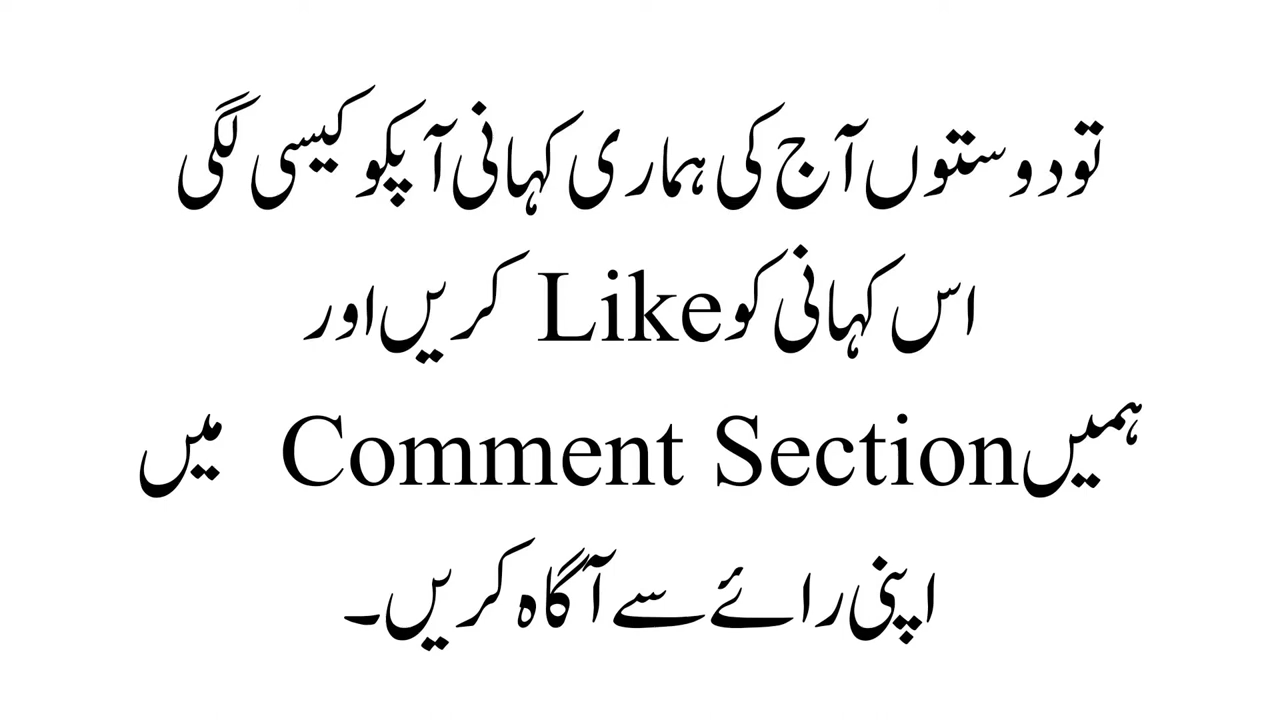 تو دوستوں آج کی ہماری کہانی آپکو کیسی لگی
اس کہانی کو Like کریں اور
ہمیں Comment Section میں
اپنی رائے سے آگاہ کریں۔